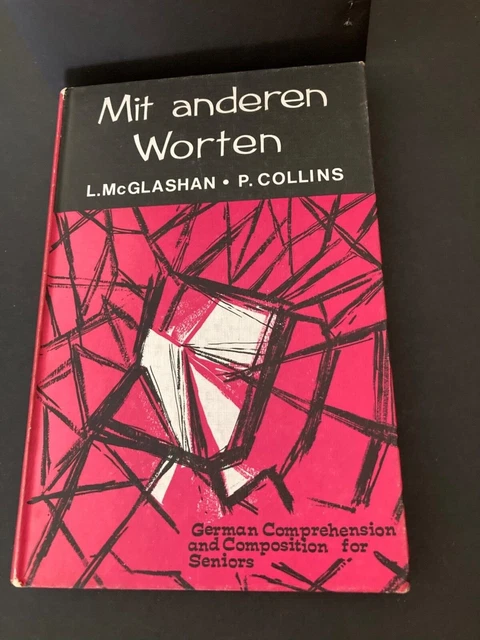 Mit anderen
Worten
L.McGLASHAN • P. COLLINS
German Comprehension
and Composition for
Seniors